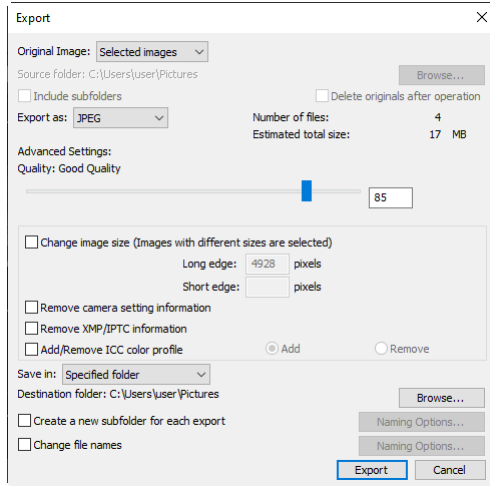 Export
Original Image: Selected images
Source folder: C:\Users\user\Pictures Browse...
Include subfolders Delete originals after operation
Export as: JPEG Number of files: 4
Estimated total size: 17 MB
Advanced Settings:
Quality: Good Quality
85
Change image size (Images with different sizes are selected)
Long edge: 4928 pixels
Short edge: pixels
Remove camera setting information
Remove XMP/IPTC information
Add/Remove ICC color profile Add Remove
Save in: Specified folder
Destination folder: C:\Users\user\Pictures Browse...
Create a new subfolder for each export Naming Options...
Change file names Naming Options...
Export Cancel